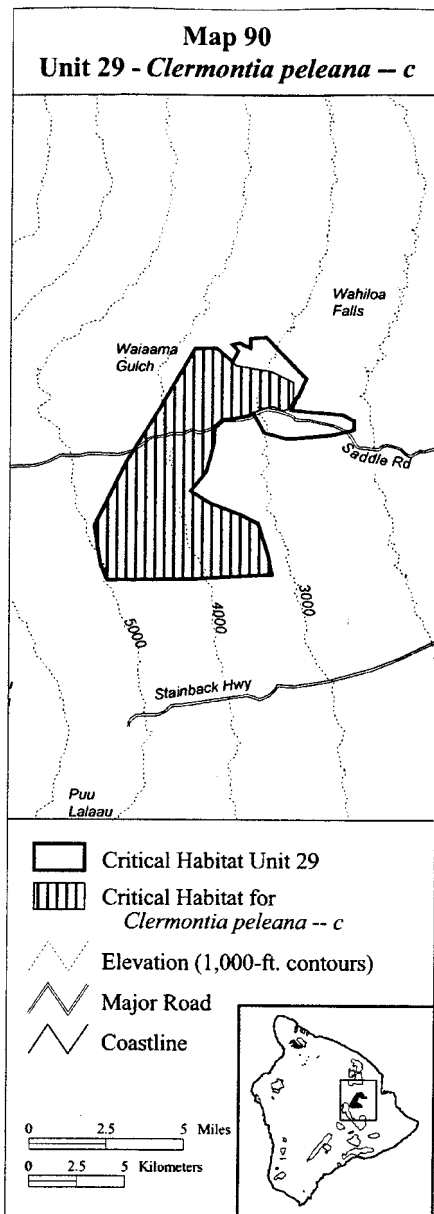 Map 90
Unit 29 - Clermontia peleana -- c
Wahiloa
Falls
Waiaama
Gulch
Saddle Rd
5000
4000
3000
Stainback Hwy
Puu
Lalaau
Critical Habitat Unit 29
Critical Habitat for
Clermontia peleana -- c
Elevation (1,000-ft. contours)
Major Road
Coastline
0 2.5 5 Miles
0 2.5 5 Kilometers